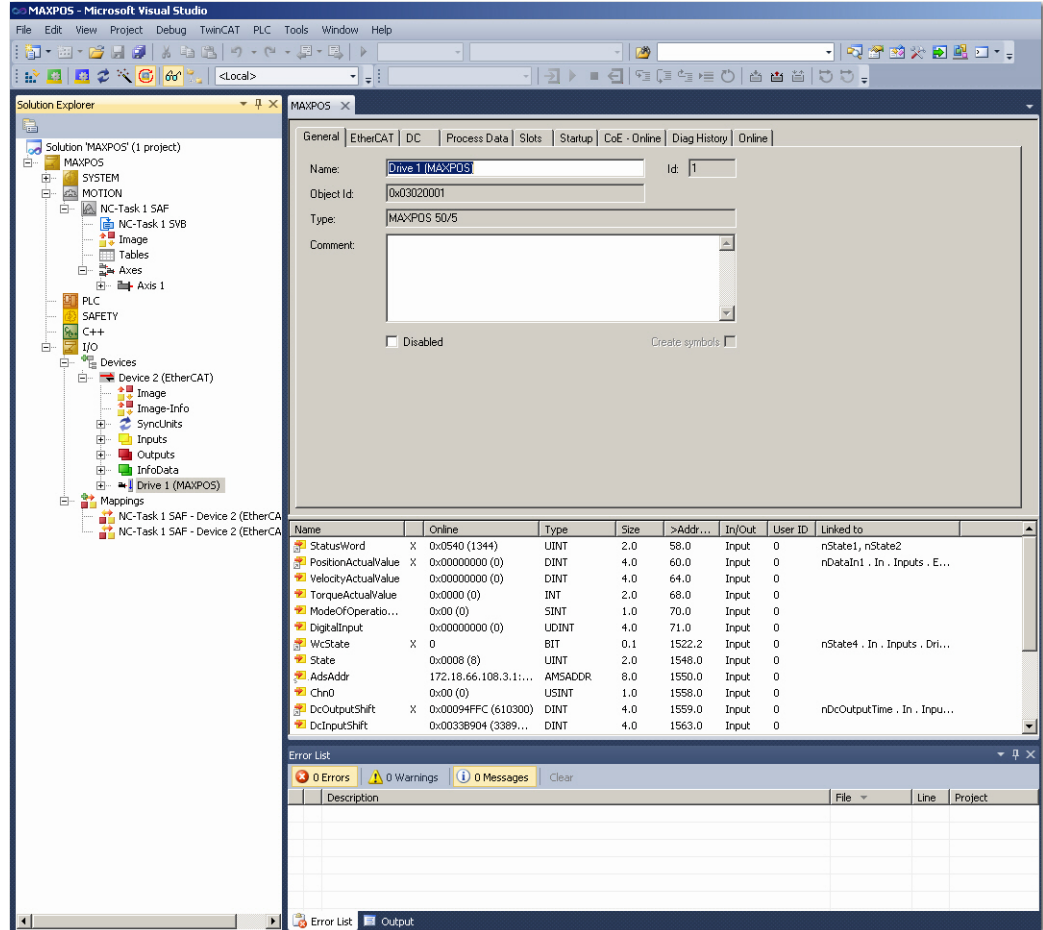 MAXPOS - Microsoft Visual Studio
File Edit View Project Debug TwinCAT PLC Tools Window Help
<Local>
Solution Explorer
Solution 'MAXPOS' (1 project)
MAXPOS
SYSTEM
MOTION
NC-Task 1 SAF
NC-Task 1 SVB
Image
Tables
Axes
Axis 1
PLC
SAFETY
C++
I/O
Devices
Device 2 (EtherCAT)
Image
Image-Info
SyncUnits
Inputs
Outputs
InfoData
Drive 1 (MAXPOS)
Mappings
NC-Task 1 SAF - Device 2 (EtherCA
NC-Task 1 SAF - Device 2 (EtherCA
MAXPOS
General EtherCAT DC Process Data Slots Startup CoE - Online Diag History Online
Name: Drive 1 (MAXPOS) Id: 1
Object Id: 0x03020001
Type: MAXPOS 50/5
Comment:
Disabled Create symbols
Name Online Type Size >Addr... In/Out User ID Linked to
StatusWord X 0x0540 (1344) UINT 2.0 58.0 Input 0 nState1, nState2
PositionActualValue X 0x00000000 (0) DINT 4.0 60.0 Input 0 nDataIn1 . In . Inputs . E...
VelocityActualValue 0x00000000 (0) DINT 4.0 64.0 Input 0
TorqueActualValue 0x0000 (0) INT 2.0 68.0 Input 0
ModeOfOperatio... 0x00 (0) SINT 1.0 70.0 Input 0
DigitalInput 0x00000000 (0) UDINT 4.0 71.0 Input 0
WcState X 0 BIT 0.1 1522.2 Input 0 nState4 . In . Inputs . Dri...
State 0x0008 (8) UINT 2.0 1548.0 Input 0
AdsAddr 172.18.66.108.3.1:... AMSADDR 8.0 1550.0 Input 0
Chn0 0x00 (0) USINT 1.0 1558.0 Input 0
DcOutputShift X 0x00094FFC (610300) DINT 4.0 1559.0 Input 0 nDcOutputTime . In . Inpu...
DcInputShift 0x0033B904 (3389... DINT 4.0 1563.0 Input 0
Error List
0 Errors 0 Warnings 0 Messages Clear
Description File Line Project
Error List Output